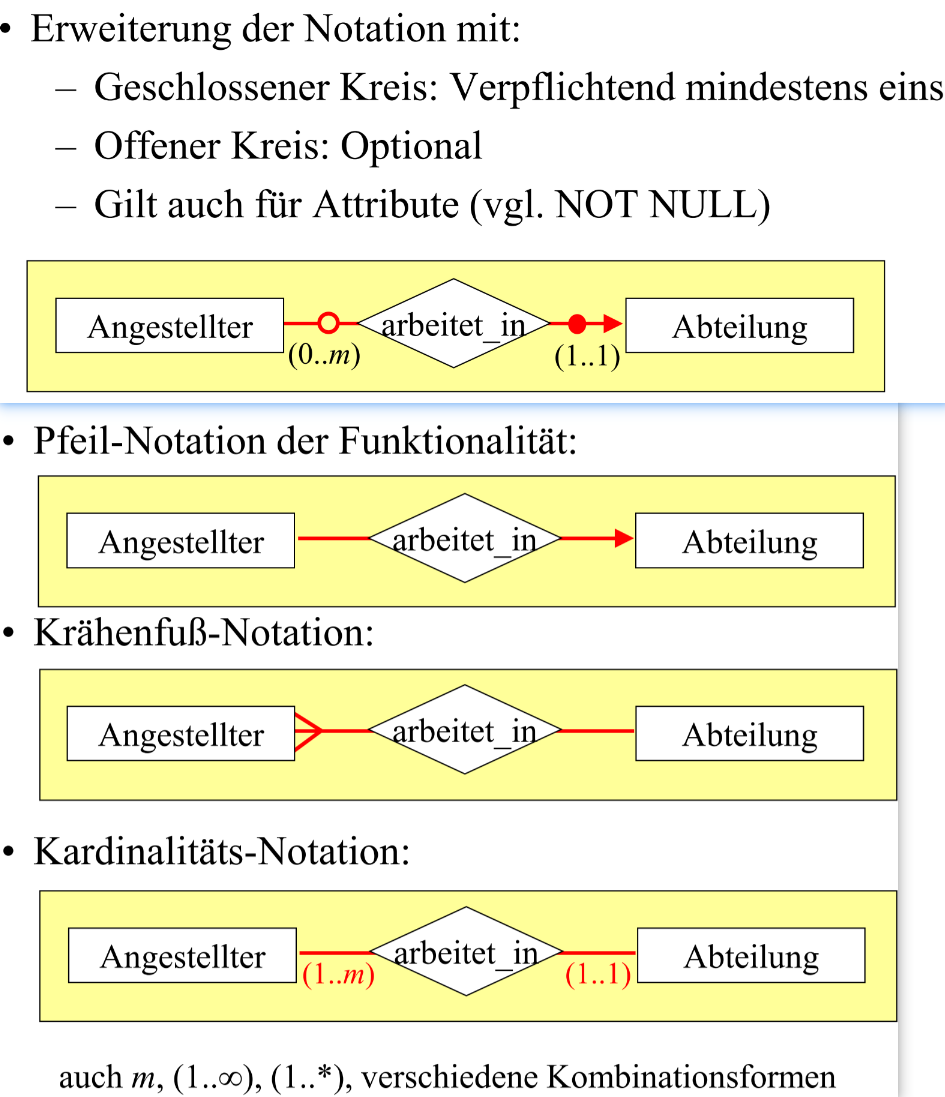 • Erweiterung der Notation mit:
– Geschlossener Kreis: Verpflichtend mindestens eins
– Offener Kreis: Optional
– Gilt auch für Attribute (vgl. NOT NULL)
Angestellter arbeitet_in Abteilung
(0..m) (1..1)
• Pfeil-Notation der Funktionalität:
Angestellter arbeitet_in Abteilung
• Krähenfuß-Notation:
Angestellter arbeitet_in Abteilung
• Kardinalitäts-Notation:
Angestellter arbeitet_in Abteilung
(1..m) (1..1)
auch m, (1..∞), (1..*), verschiedene Kombinationsformen